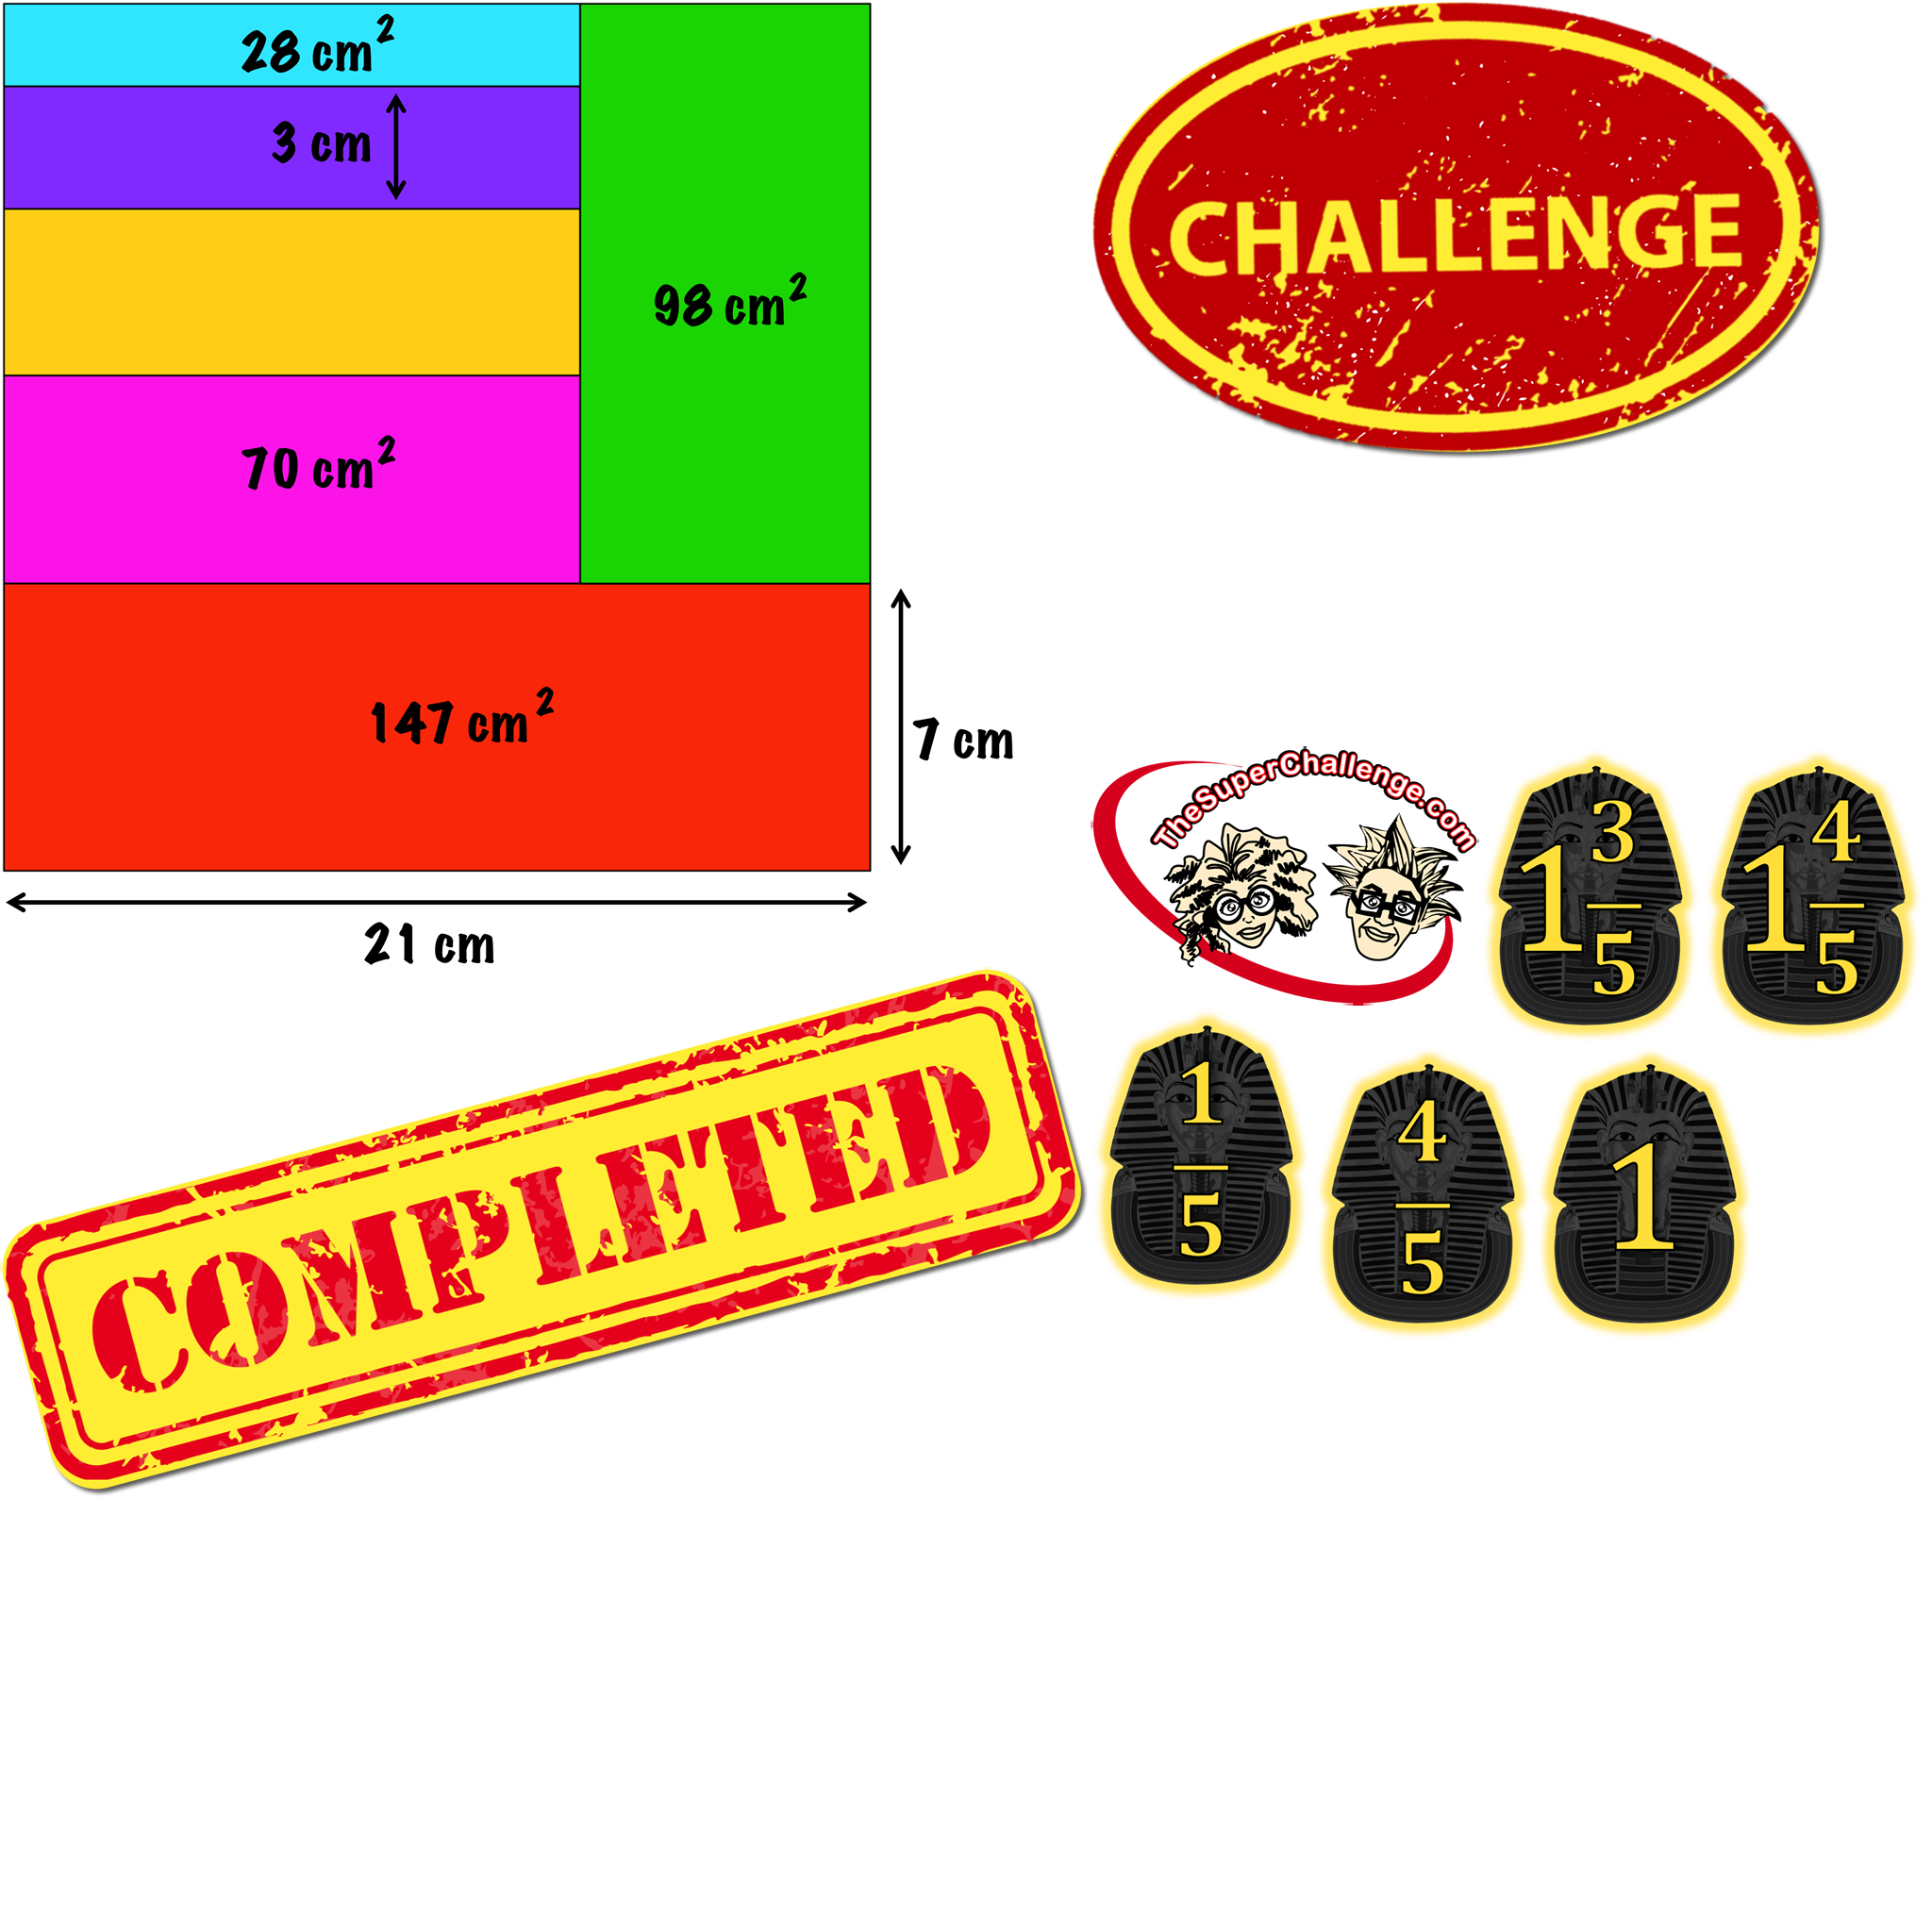 28 cm²
3 cm
98 cm²
70 cm²
147 cm²
7 cm
21 cm
CHALLENGE
TheSuperChallenge.com
1 3/5
1 4/5
1/5
4/5
1
COMPLETED